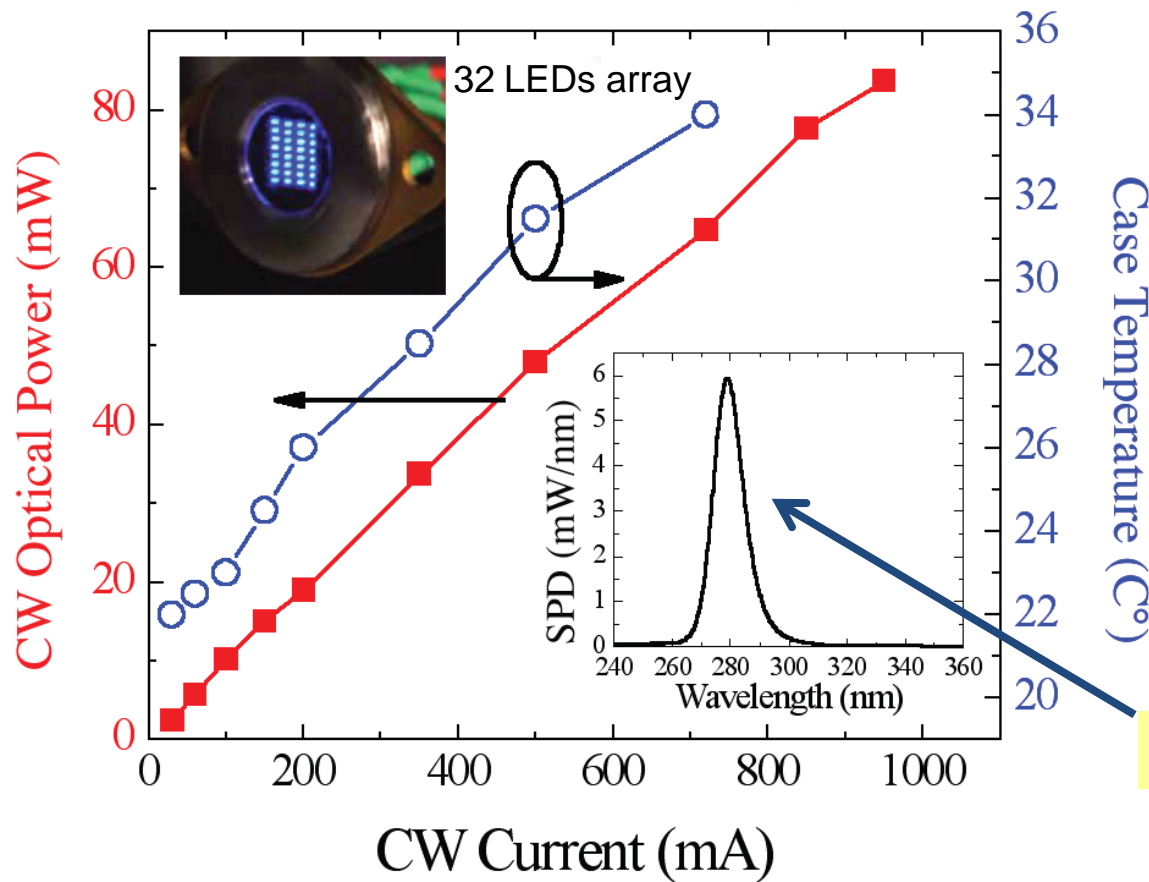 32 LEDs array
CW Optical Power (mW)
80
60
40
20
0
36
34
32
30
28
26
24
22
20
Case Temperature (C°)
SPD (mW/nm)
6
5
4
3
2
1
0
240 260 280 300 320 340 360
Wavelength (nm)
0 200 400 600 800 1000
CW Current (mA)